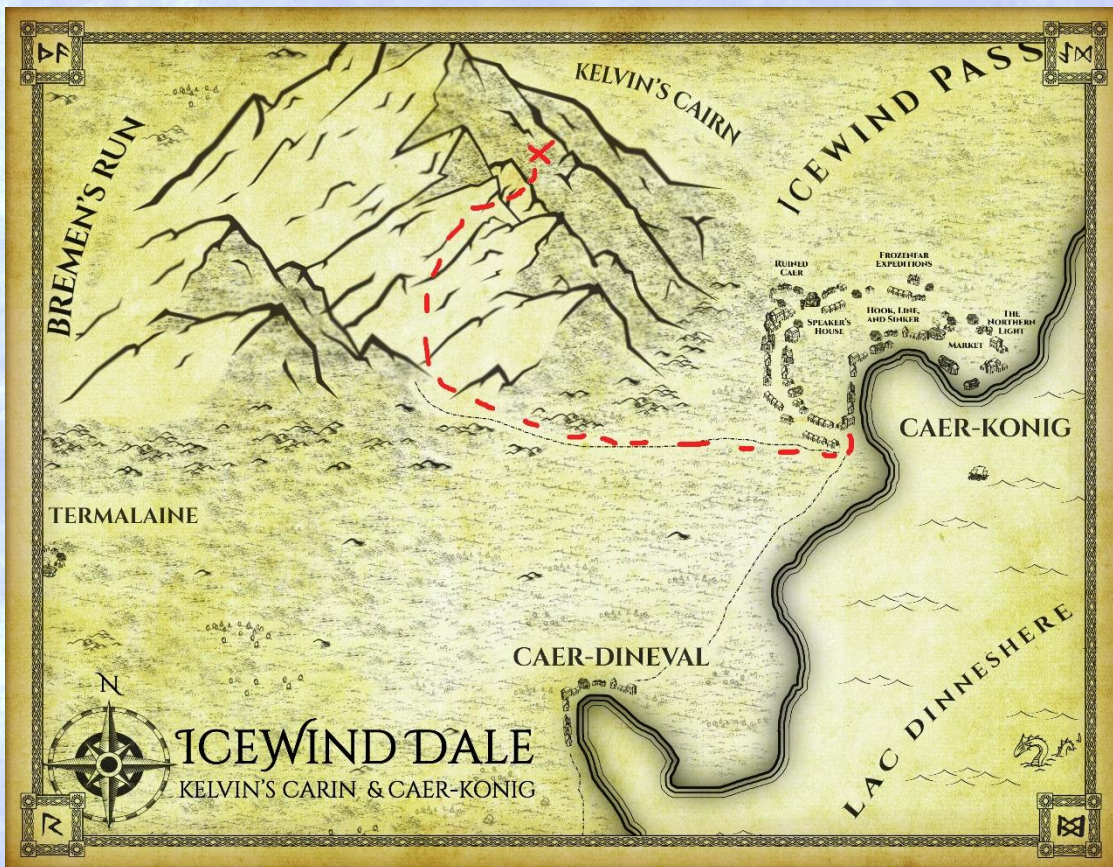 ᚦᚨ
KELVIN'S CAIRN
ICEWIND PASS
BREMEN'S RUN
RUINED
CAER
FROZENFAR
EXPEDITIONS
SPEAKER'S
HOUSE
HOOK, LINE,
AND SINKER
THE
NORTHERN
LIGHT
MARKET
CAER-KONIG
TERMALAINE
CAER-DINEVAL
LAC DINNESHERE
N
ICEWIND DALE
KELVIN'S CARIN & CAER-KONIG
ᚱ